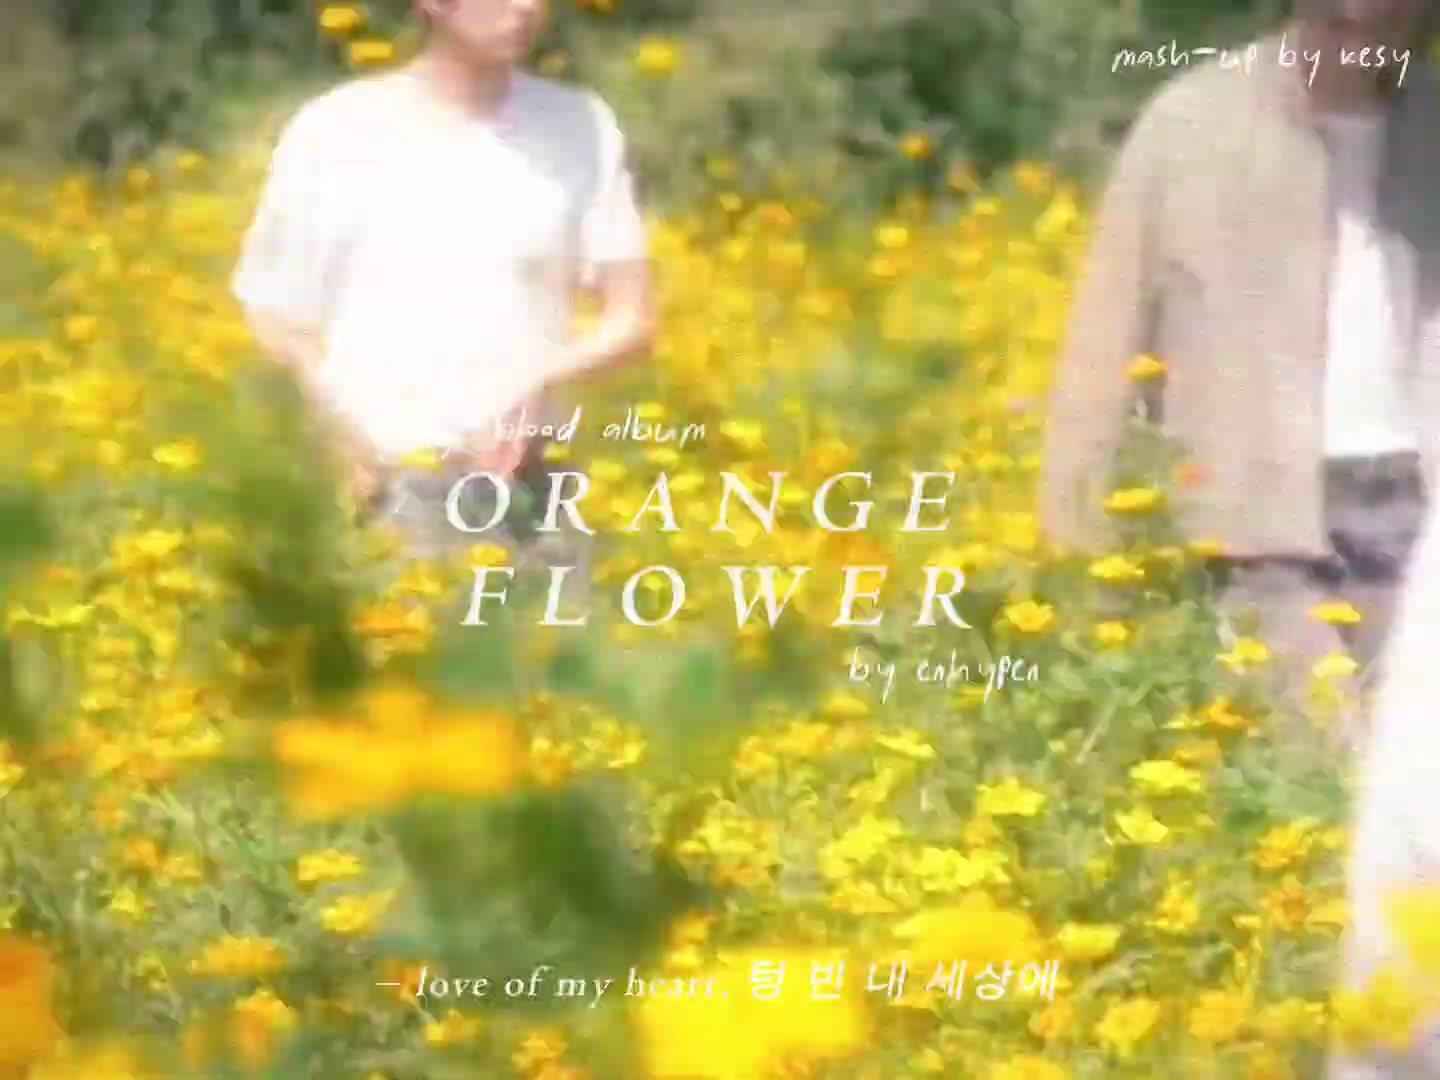 mash-up by kesy
blood album
ORANGE
FLOWER
by enhypen
– love of my heart, 텅 빈 내 세상에